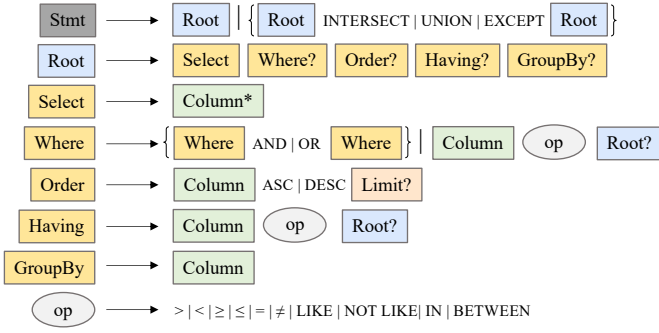 Stmt Root | { Root INTERSECT | UNION | EXCEPT Root }
Root Select Where? Order? Having? GroupBy?
Select Column*
Where { Where AND | OR Where } | Column op Root?
Order Column ASC | DESC Limit?
Having Column op Root?
GroupBy Column
op > | < | ≥ | ≤ | = | ≠ | LIKE | NOT LIKE| IN | BETWEEN